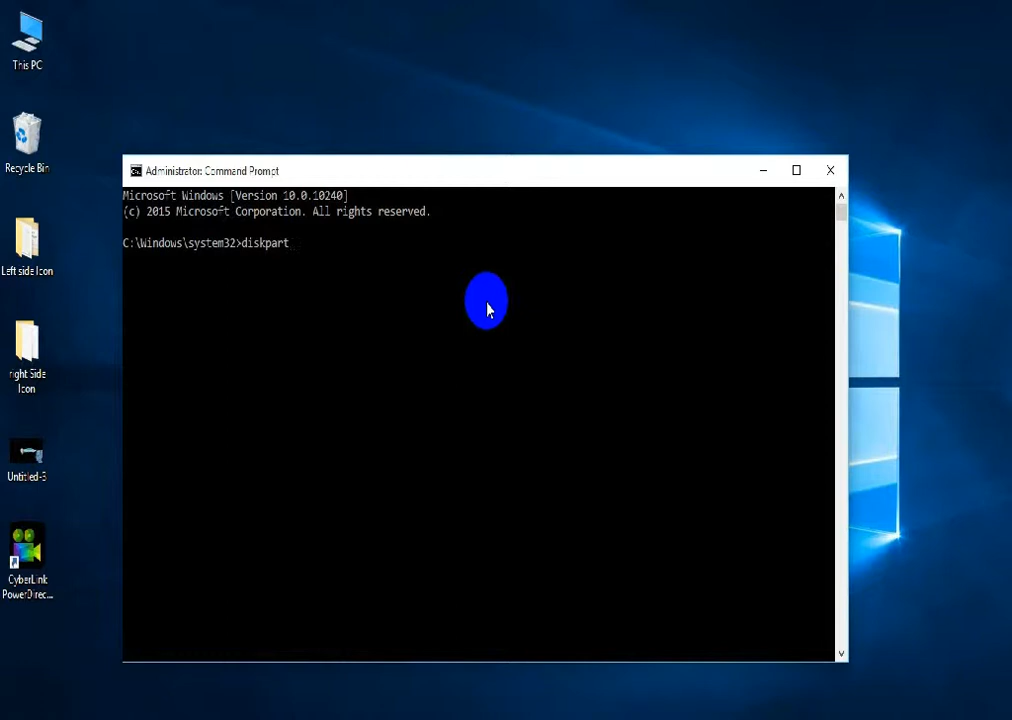 This PC
Recycle Bin
Left side Icon
right Side
Icon
Untitled-3
CyberLink
PowerDirec...
Administrator: Command Prompt
Microsoft Windows [Version 10.0.10240]
(c) 2015 Microsoft Corporation. All rights reserved.
C:\Windows\system32>diskpart